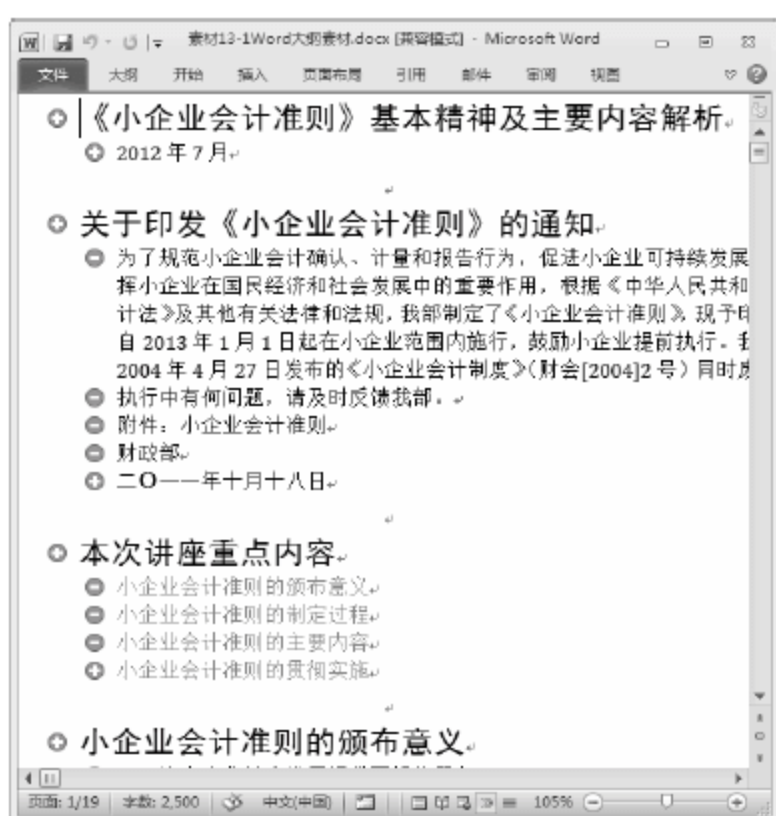 素材13-1Word大纲素材.docx [兼容模式] - Microsoft Word
文件 大纲 开始 插入 页面布局 引用 邮件 审阅 视图
《小企业会计准则》基本精神及主要内容解析
2012 年 7 月
关于印发《小企业会计准则》的通知
为了规范小企业会计确认、计量和报告行为，促进小企业可持续发展
挥小企业在国民经济和社会发展中的重要作用，根据《中华人民共和
计法》及其他有关法律和法规，我部制定了《小企业会计准则》，现予印
自 2013 年 1 月 1 日起在小企业范围内施行，鼓励小企业提前执行。我
2004 年 4 月 27 日发布的《小企业会计制度》（财会[2004]2 号）同时废
执行中有何问题，请及时反馈我部。
附件：小企业会计准则
财政部
二〇一一年十月十八日
本次讲座重点内容
小企业会计准则的颁布意义
小企业会计准则的制定过程
小企业会计准则的主要内容
小企业会计准则的贯彻实施
小企业会计准则的颁布意义
页面: 1/19 字数: 2,500 中文(中国) 105%